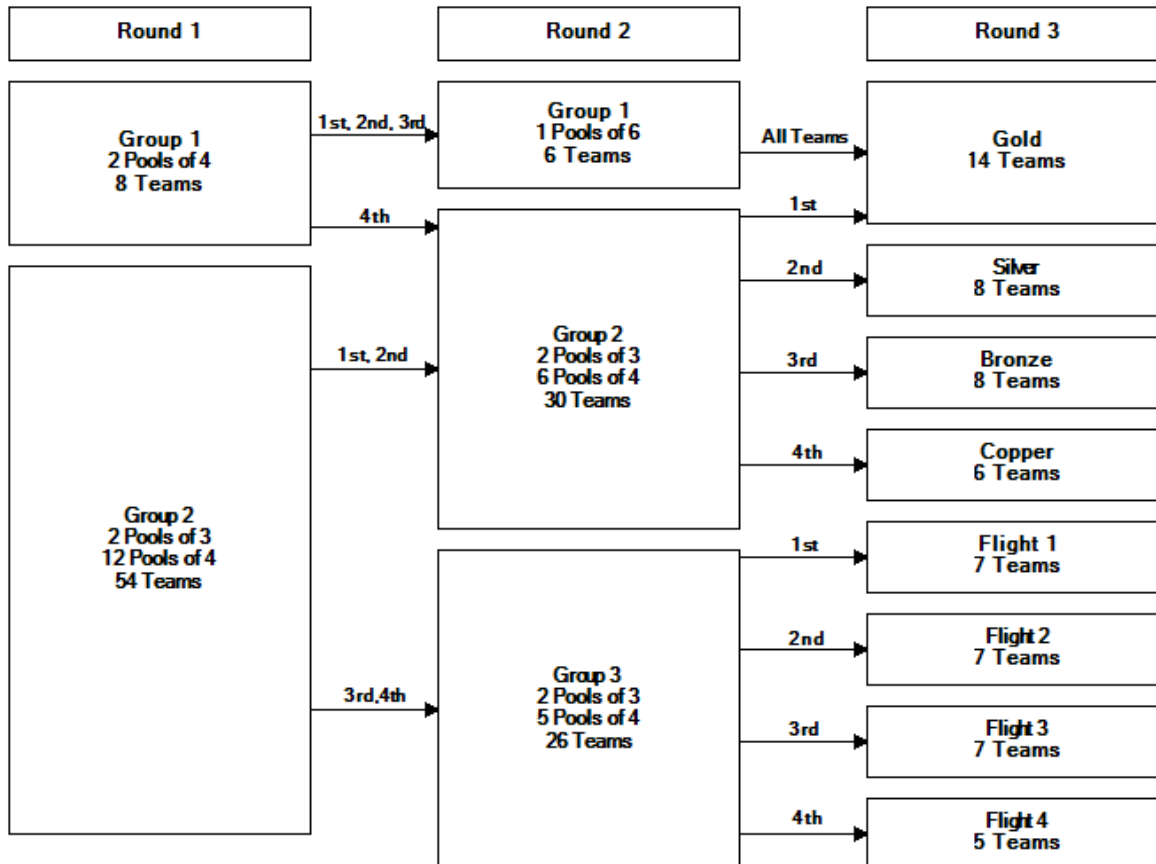 Round 1
Round 2
Round 3
Group 1
2 Pools of 4
8 Teams
1st, 2nd, 3rd
4th
Group 2
2 Pools of 3
12 Pools of 4
54 Teams
1st, 2nd
3rd,4th
Group 1
1 Pools of 6
6 Teams
All Teams
Group 2
2 Pools of 3
6 Pools of 4
30 Teams
1st
2nd
3rd
4th
Group 3
2 Pools of 3
5 Pools of 4
26 Teams
1st
2nd
3rd
4th
Gold
14 Teams
Silver
8 Teams
Bronze
8 Teams
Copper
6 Teams
Flight 1
7 Teams
Flight 2
7 Teams
Flight 3
7 Teams
Flight 4
5 Teams